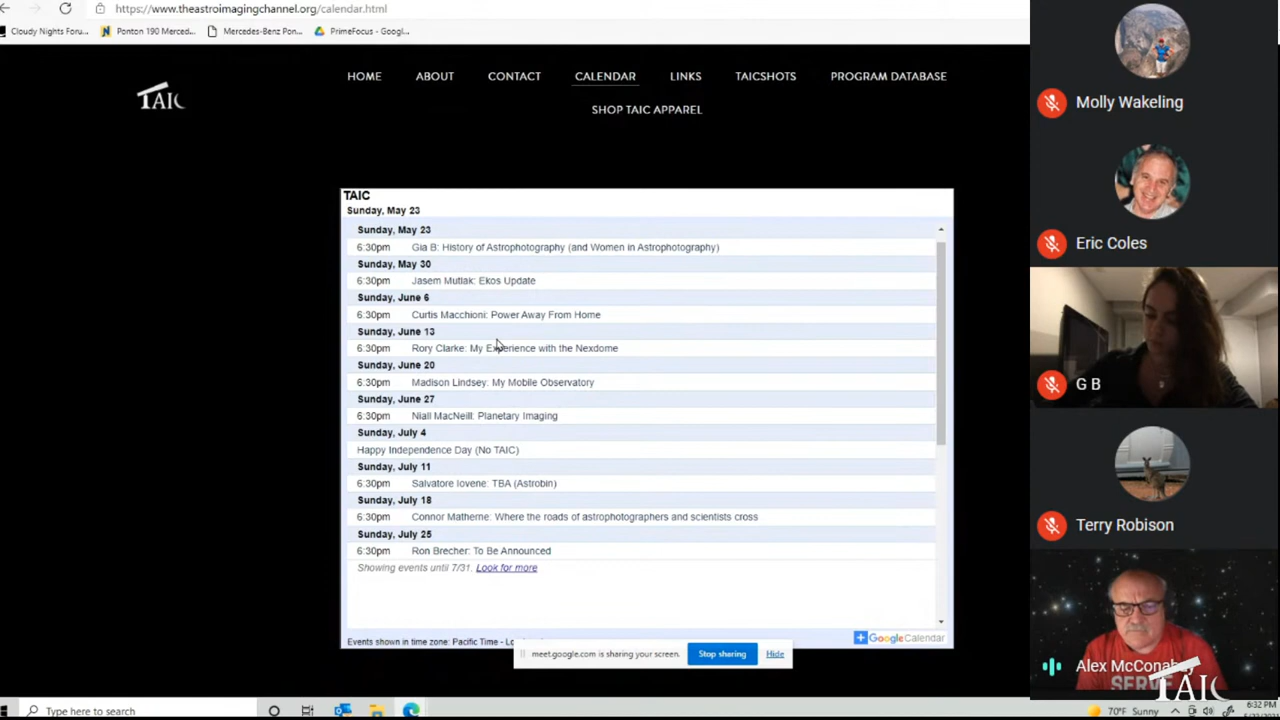 https://www.theastroimagingchannel.org/calendar.html
Cloudy Nights Foru...
Ponton 190 Merced...
Mercedes-Benz Pon...
PrimeFocus - Googl...
TAIC
HOME
ABOUT
CONTACT
CALENDAR
LINKS
TAICSHOTS
PROGRAM DATABASE
SHOP TAIC APPAREL
TAIC
Sunday, May 23
Sunday, May 23
6:30pm Gia B: History of Astrophotography (and Women in Astrophotography)
Sunday, May 30
6:30pm Jasem Mutlak: Ekos Update
Sunday, June 6
6:30pm Curtis Macchioni: Power Away From Home
Sunday, June 13
6:30pm Rory Clarke: My Experience with the Nexdome
Sunday, June 20
6:30pm Madison Lindsey: My Mobile Observatory
Sunday, June 27
6:30pm Niall MacNeill: Planetary Imaging
Sunday, July 4
Happy Independence Day (No TAIC)
Sunday, July 11
6:30pm Salvatore Iovene: TBA (Astrobin)
Sunday, July 18
6:30pm Connor Matherne: Where the roads of astrophotographers and scientists cross
Sunday, July 25
6:30pm Ron Brecher: To Be Announced
Showing events until 7/31. Look for more
Events shown in time zone: Pacific Time -
GoogleCalendar
meet.google.com is sharing your screen.
Stop sharing
Hide
Type here to search
70°F Sunny
6:32 PM
Molly Wakeling
Eric Coles
G B
Terry Robison
Alex McCona
SERVE
TAIC